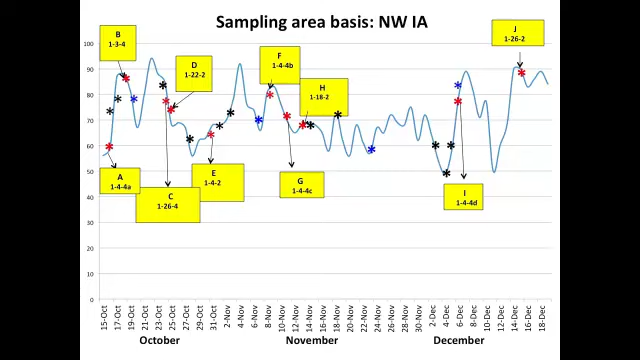 Sampling area basis: NW IA
B
1-3-4
J
1-26-2
F
1-4-4b
D
1-22-2
H
1-18-2
A
1-4-4a
C
1-26-4
E
1-4-2
G
1-4-4c
I
1-4-4d
100
90
80
70
60
50
40
30
20
10
0
15-Oct
17-Oct
19-Oct
21-Oct
23-Oct
25-Oct
27-Oct
29-Oct
31-Oct
2-Nov
4-Nov
6-Nov
8-Nov
10-Nov
12-Nov
14-Nov
16-Nov
18-Nov
20-Nov
22-Nov
24-Nov
26-Nov
28-Nov
30-Nov
2-Dec
4-Dec
6-Dec
8-Dec
10-Dec
12-Dec
14-Dec
16-Dec
18-Dec
October
November
December